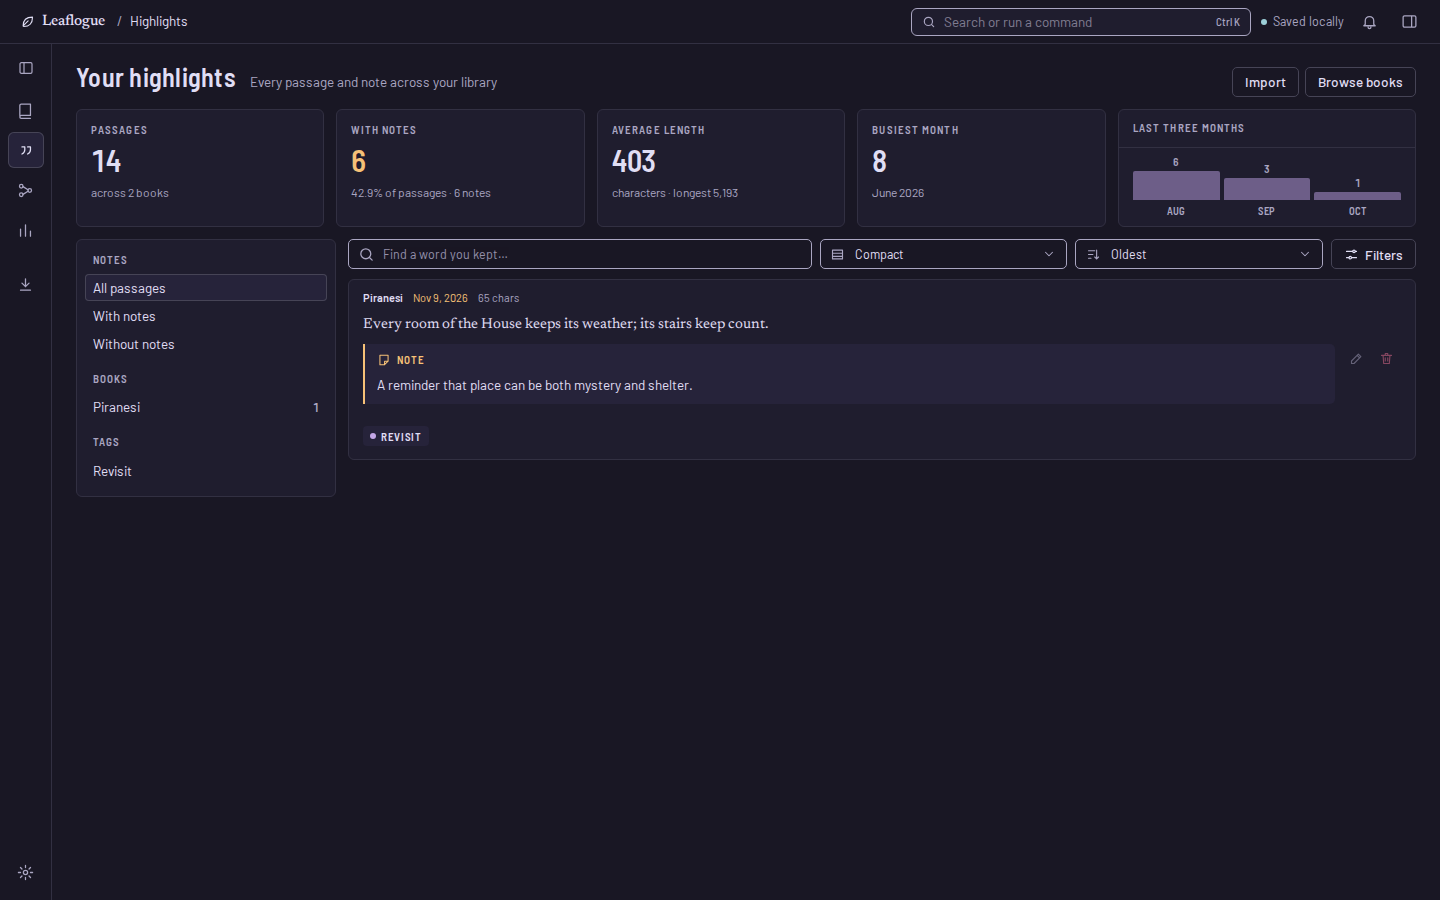 Leaflogue / Highlights
Search or run a command Ctrl K
Saved locally
Your highlights
Every passage and note across your library
Import
Browse books
PASSAGES
14
across 2 books
WITH NOTES
6
42.9% of passages · 6 notes
AVERAGE LENGTH
403
characters · longest 5,193
BUSIEST MONTH
8
June 2026
LAST THREE MONTHS
6 3 1
AUG SEP OCT
NOTES
All passages
With notes
Without notes
BOOKS
Piranesi 1
TAGS
Revisit
Find a word you kept...
Compact
Oldest
Filters
Piranesi Nov 9, 2026 65 chars
Every room of the House keeps its weather; its stairs keep count.
NOTE
A reminder that place can be both mystery and shelter.
REVISIT